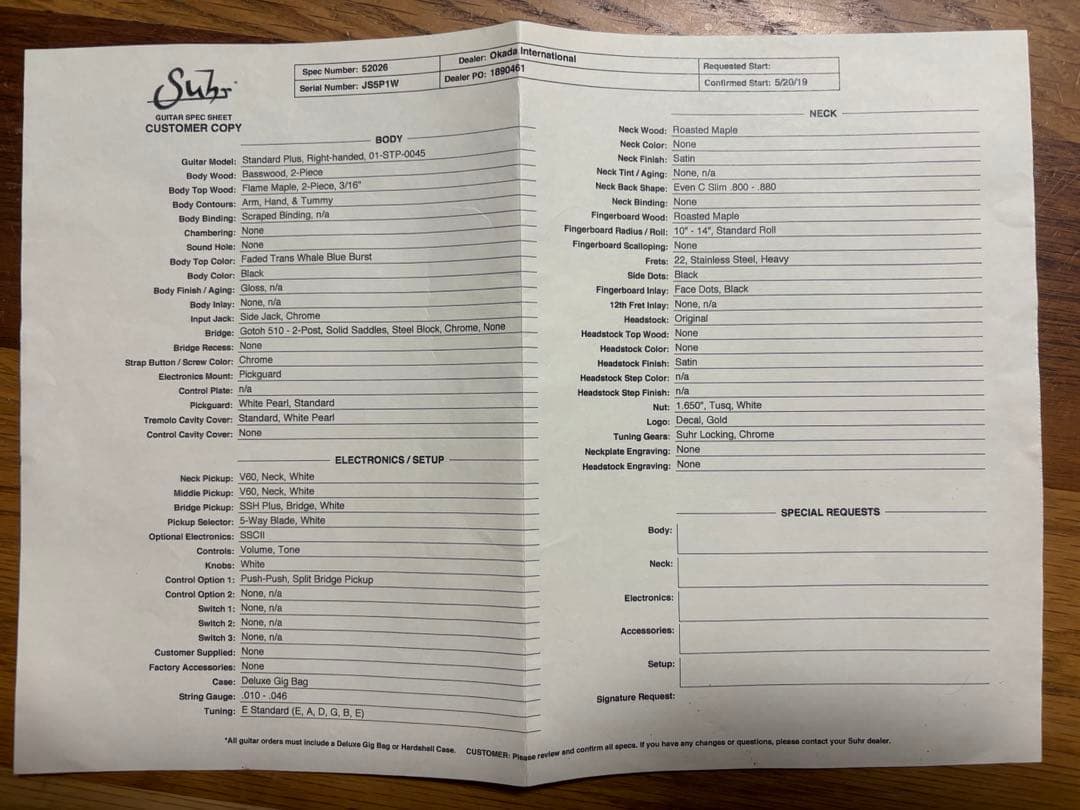 Suhr
GUITAR SPEC SHEET
CUSTOMER COPY
Spec Number: 52026
Serial Number: JS5P1W
Dealer: Okada International
Dealer PO: 1890461
Requested Start:
Confirmed Start: 5/20/19
BODY
Guitar Model: Standard Plus, Right-handed, 01-STP-0045
Body Wood: Basswood, 2-Piece
Body Top Wood: Flame Maple, 2-Piece, 3/16"
Body Contours: Arm, Hand, & Tummy
Body Binding: Scraped Binding, n/a
Chambering: None
Sound Hole: None
Body Top Color: Faded Trans Whale Blue Burst
Body Color: Black
Body Finish / Aging: Gloss, n/a
Body Inlay: None, n/a
Input Jack: Side Jack, Chrome
Bridge: Gotoh 510 - 2-Post, Solid Saddles, Steel Block, Chrome, None
Bridge Recess: None
Strap Button / Screw Color: Chrome
Electronics Mount: Pickguard
Control Plate: n/a
Pickguard: White Pearl, Standard
Tremolo Cavity Cover: Standard, White Pearl
Control Cavity Cover: None
ELECTRONICS / SETUP
Neck Pickup: V60, Neck, White
Middle Pickup: V60, Neck, White
Bridge Pickup: SSH Plus, Bridge, White
Pickup Selector: 5-Way Blade, White
Optional Electronics: SSCII
Controls: Volume, Tone
Knobs: White
Control Option 1: Push-Push, Split Bridge Pickup
Control Option 2: None, n/a
Switch 1: None, n/a
Switch 2: None, n/a
Switch 3: None, n/a
Customer Supplied: None
Factory Accessories: None
Case: Deluxe Gig Bag
String Gauge: .010 - .046
Tuning: E Standard (E, A, D, G, B, E)
NECK
Neck Wood: Roasted Maple
Neck Color: None
Neck Finish: Satin
Neck Tint / Aging: None, n/a
Neck Back Shape: Even C Slim .800 - .880
Neck Binding: None
Fingerboard Wood: Roasted Maple
Fingerboard Radius / Roll: 10" - 14", Standard Roll
Fingerboard Scalloping: None
Frets: 22, Stainless Steel, Heavy
Side Dots: Black
Fingerboard Inlay: Face Dots, Black
12th Fret Inlay: None, n/a
Headstock: Original
Headstock Top Wood: None
Headstock Color: None
Headstock Finish: Satin
Headstock Step Color: n/a
Headstock Step Finish: n/a
Nut: 1.650", Tusq, White
Logo: Decal, Gold
Tuning Gears: Suhr Locking, Chrome
Neckplate Engraving: None
Headstock Engraving: None
SPECIAL REQUESTS
Body:
Neck:
Electronics:
Accessories:
Setup:
Signature Request:
*All guitar orders must include a Deluxe Gig Bag or Hardshell Case. CUSTOMER: Please review and confirm all specs. If you have any changes or questions, please contact your Suhr dealer.